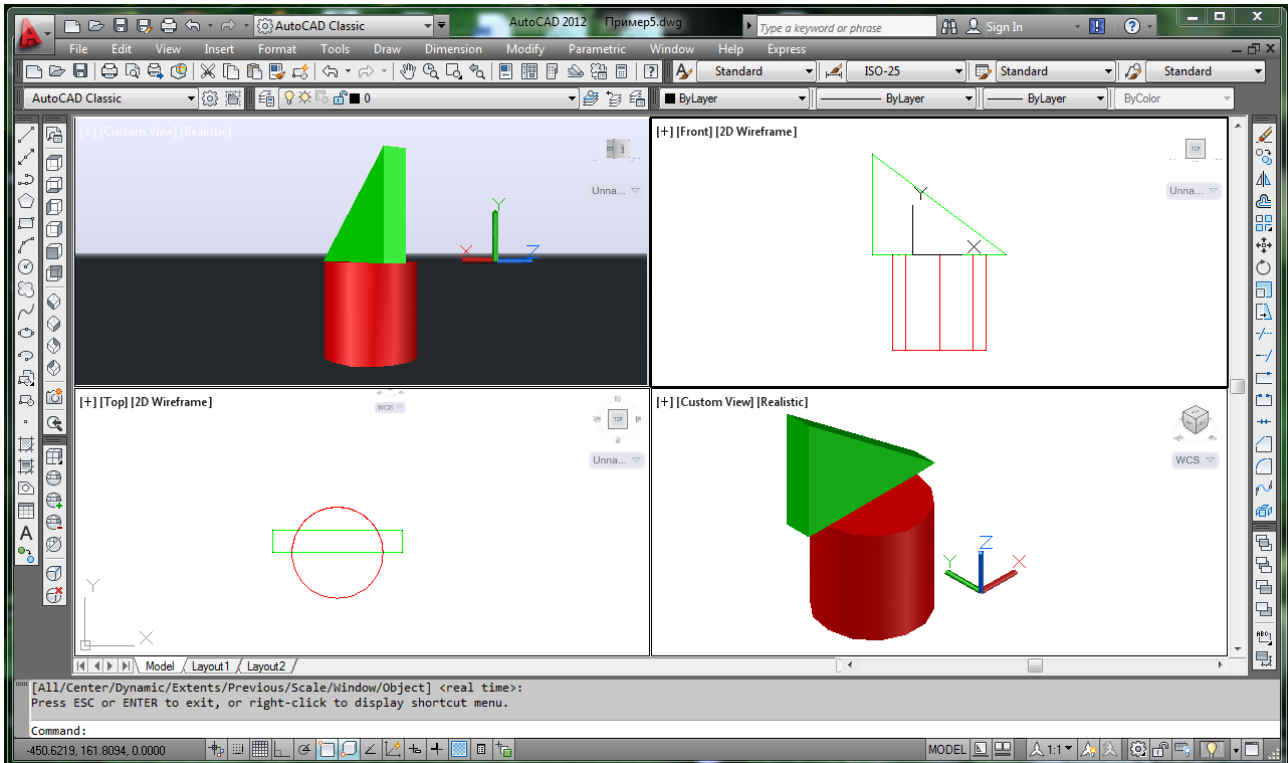 AutoCAD Classic AutoCAD 2012 Пример5.dwg Type a keyword or phrase Sign In
File Edit View Insert Format Tools Draw Dimension Modify Parametric Window Help Express
Standard ISO-25 Standard Standard
AutoCAD Classic 0 ByLayer ByLayer ByLayer ByColor
[+] [Custom View] [Realistic]
Unna...
Y
X Z
[+] [Front] [2D Wireframe]
TOP
Unna...
Y
X
[+] [Top] [2D Wireframe]
WCS
TOP
Unna...
Y
X
[+] [Custom View] [Realistic]
WCS
Z
Y X
Model Layout1 Layout2
[All/Center/Dynamic/Extents/Previous/Scale/Window/Object] <real time>:
Press ESC or ENTER to exit, or right-click to display shortcut menu.
Command:
-450.6219, 161.8094, 0.0000 MODEL 1:1